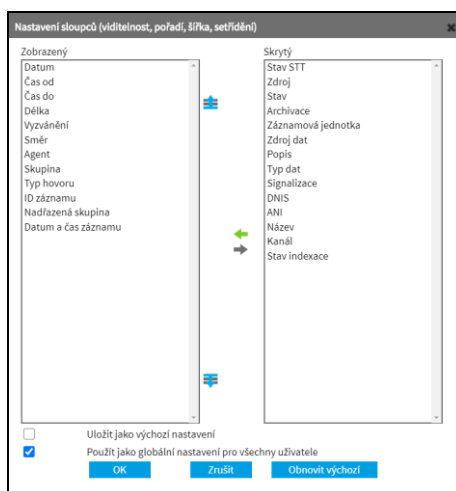 Nastavení sloupců (viditelnost, pořadí, šířka, setřídění)
Zobrazený
Datum
Čas od
Čas do
Délka
Vyzvánění
Směr
Agent
Skupina
Typ hovoru
ID záznamu
Nadřazená skupina
Datum a čas záznamu
Skrytý
Stav STT
Zdroj
Stav
Archivace
Záznamová jednotka
Zdroj dat
Popis
Typ dat
Signalizace
DNIS
ANI
Název
Kanál
Stav indexace
Uložit jako výchozí nastavení
Použít jako globální nastavení pro všechny uživatele
OK Zrušit Obnovit výchozí